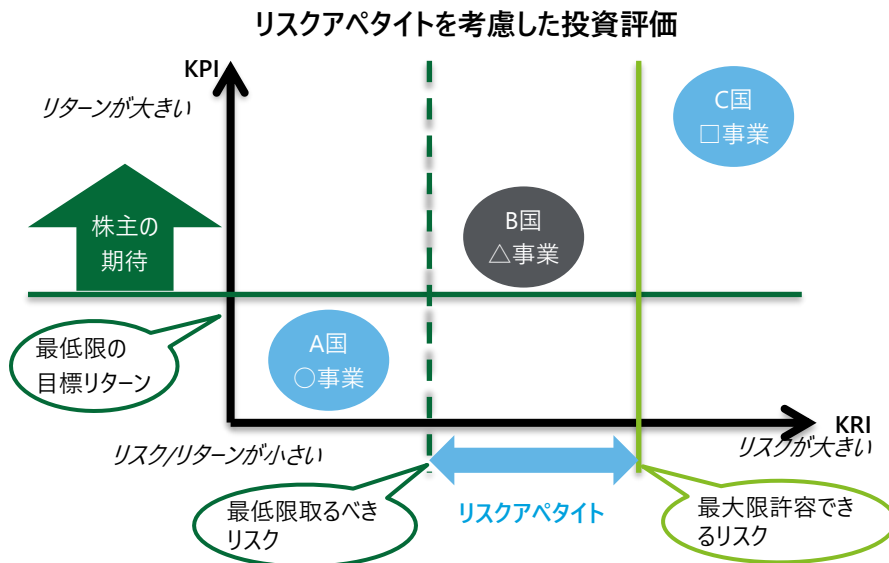 リスクアペタイトを考慮した投資評価
KPI
リターンが大きい
C国
□事業
株主の
期待
B国
△事業
最低限の
目標リターン
A国
○事業
KRI
リスクが大きい
リスク/リターンが小さい
最低限取るべき
リスク
リスクアペタイト
最大限許容でき
るリスク